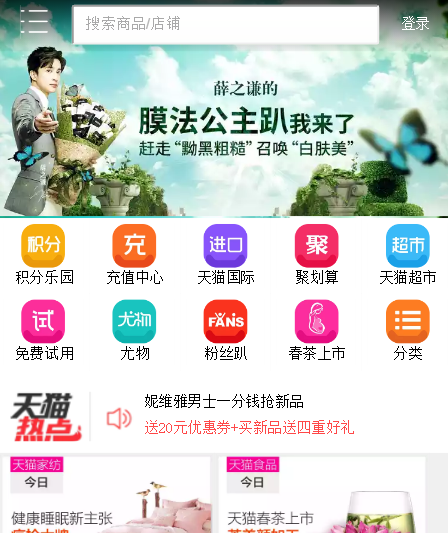 搜索商品/店铺
登录
薛之谦的
膜法公主趴我来了
赶走“黝黑粗糙”召唤“白肤美”
积分
充
进口
聚
超市
积分乐园
充值中心
天猫国际
聚划算
天猫超市
试
尤物
FANS
免费试用
尤物
粉丝趴
春茶上市
分类
天猫
热点
妮维雅男士一分钱抢新品
送20元优惠券+买新品送四重好礼
天猫家纺
今日
健康睡眠新主张
天猫食品
今日
天猫春茶上市